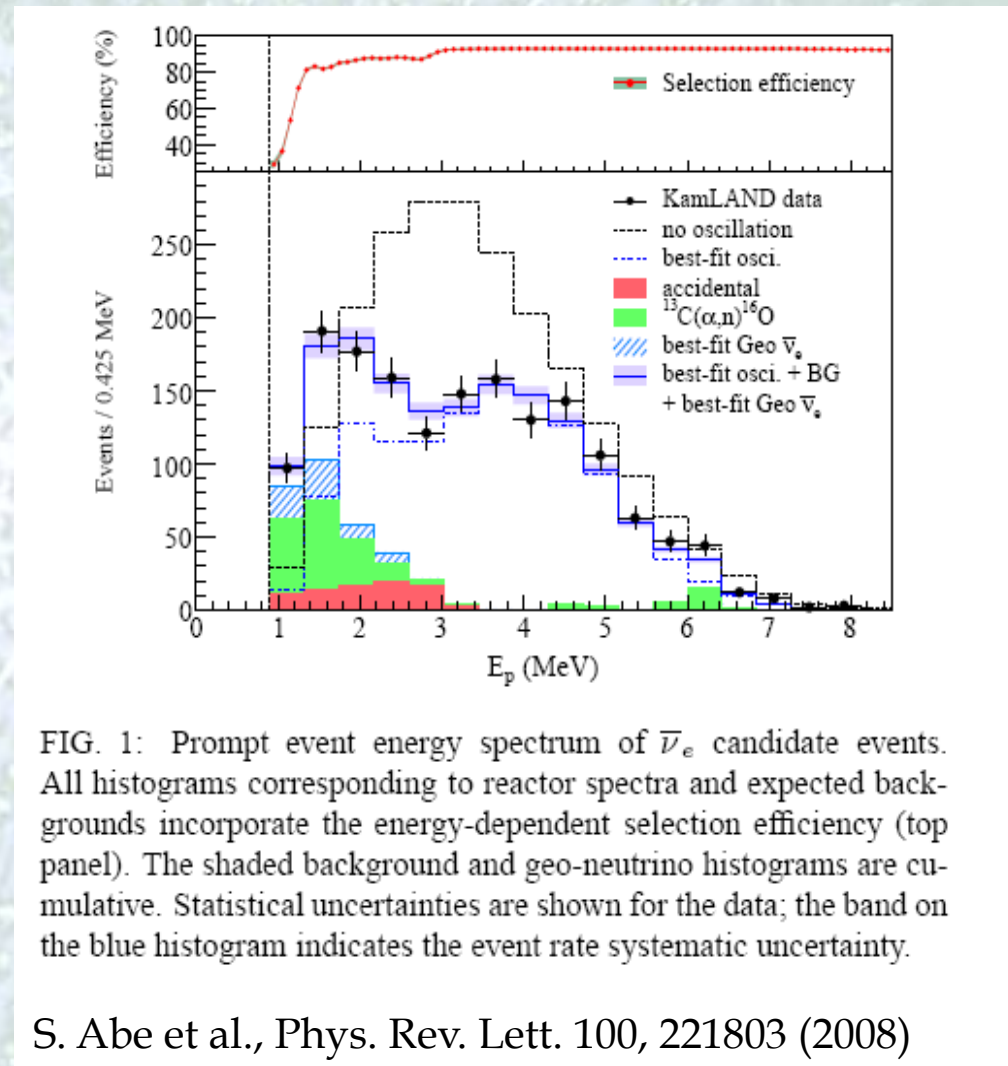 Efficiency (%)
100
80
60
40
Selection efficiency
Events / 0.425 MeV
250
200
150
100
50
0
KamLAND data
no oscillation
best-fit osci.
accidental
¹³C(α,n)¹⁶O
best-fit Geo ν̅ₑ
best-fit osci. + BG
+ best-fit Geo ν̅ₑ
0 1 2 3 4 5 6 7 8
Eₚ (MeV)
FIG. 1: Prompt event energy spectrum of ν̅ₑ candidate events.
All histograms corresponding to reactor spectra and expected back-
grounds incorporate the energy-dependent selection efficiency (top
panel). The shaded background and geo-neutrino histograms are cu-
mulative. Statistical uncertainties are shown for the data; the band on
the blue histogram indicates the event rate systematic uncertainty.
S. Abe et al., Phys. Rev. Lett. 100, 221803 (2008)